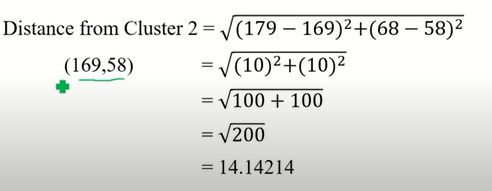 Distance from Cluster 2 = √(179 − 169)²+(68 − 58)²
(169,58) = √(10)²+(10)²
= √100 + 100
= √200
= 14.14214